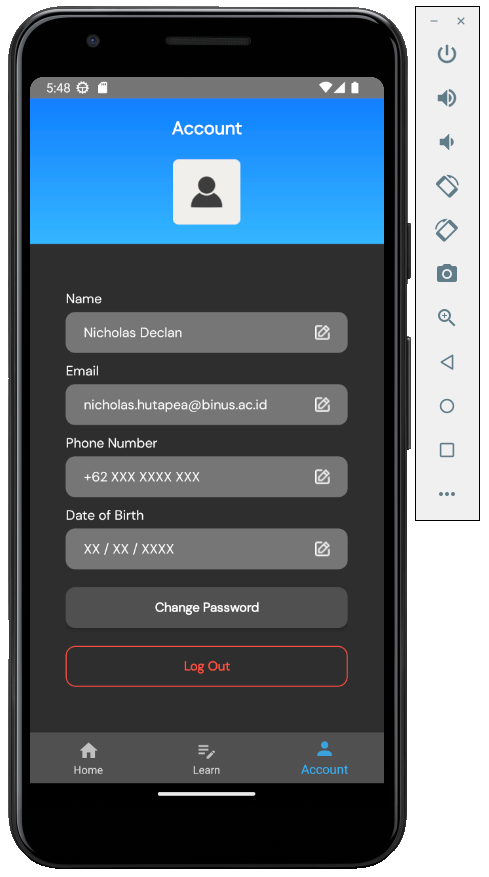 5:48
Account
Name
Nicholas Declan
Email
nicholas.hutapea@binus.ac.id
Phone Number
+62 XXX XXXX XXX
Date of Birth
XX / XX / XXXX
Change Password
Log Out
Home
Learn
Account